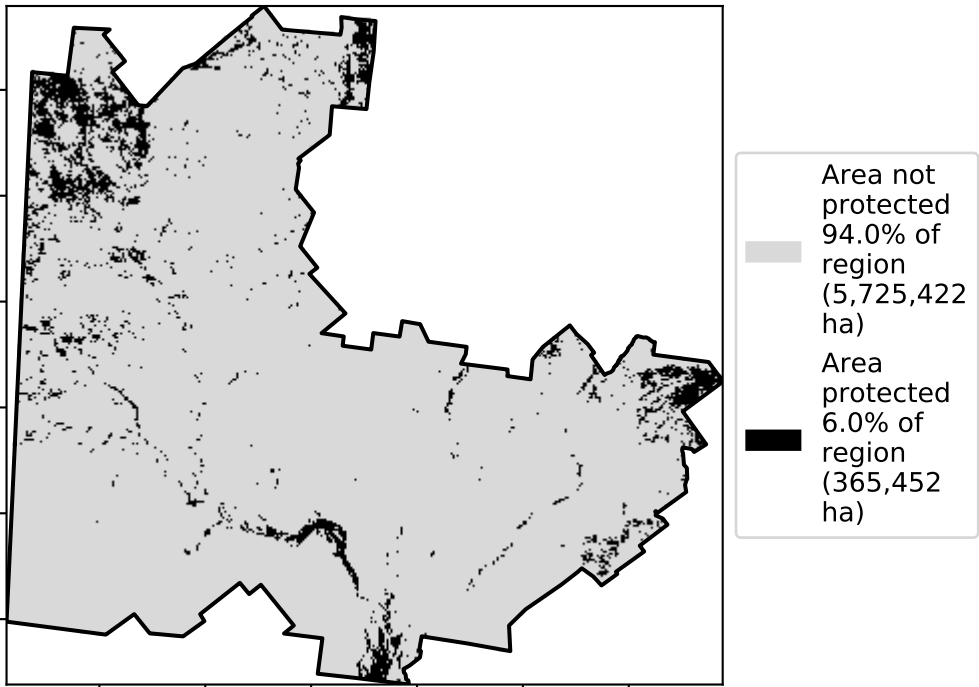 Area not
protected
94.0% of
region
(5,725,422
ha)
Area
protected
6.0% of
region
(365,452
ha)